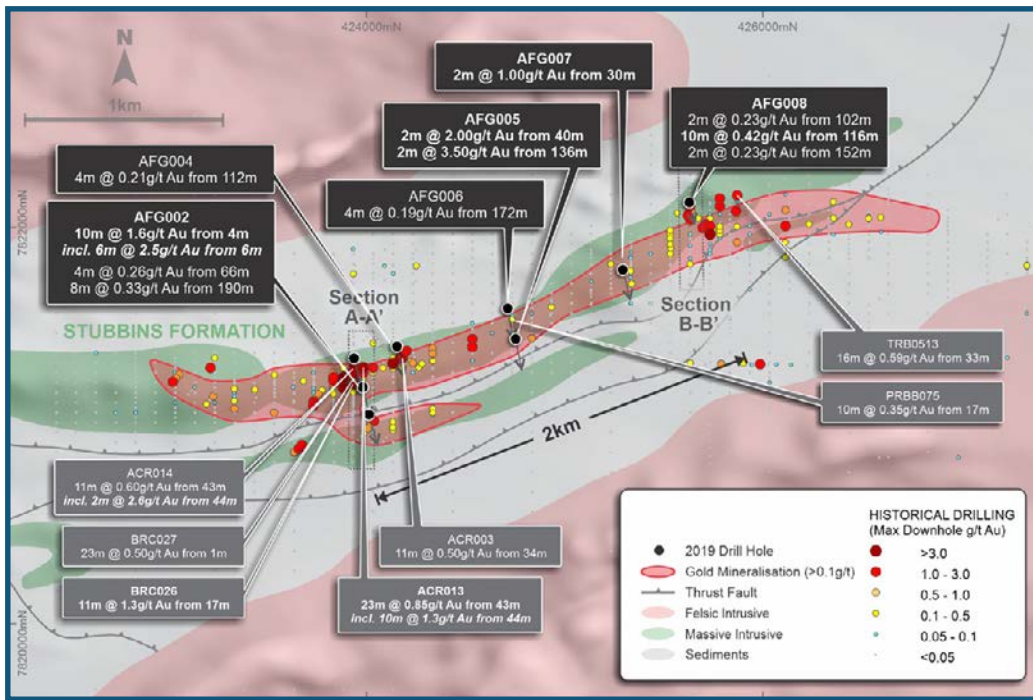 424000mN
426000mN
N
1km
7822000mN
7820000mN
AFG007
2m @ 1.00g/t Au from 30m
AFG005
2m @ 2.00g/t Au from 40m
2m @ 3.50g/t Au from 136m
AFG008
2m @ 0.23g/t Au from 102m
10m @ 0.42g/t Au from 116m
2m @ 0.23g/t Au from 152m
AFG004
4m @ 0.21g/t Au from 112m
AFG006
4m @ 0.19g/t Au from 172m
AFG002
10m @ 1.6g/t Au from 4m
incl. 6m @ 2.5g/t Au from 6m
4m @ 0.26g/t Au from 66m
8m @ 0.33g/t Au from 190m
Section
A-A'
Section
B-B'
STUBBINS FORMATION
TRB0513
16m @ 0.59g/t Au from 33m
PRBB075
10m @ 0.35g/t Au from 17m
2km
ACR014
11m @ 0.60g/t Au from 43m
incl. 2m @ 2.6g/t Au from 44m
BRC027
23m @ 0.50g/t Au from 1m
BRC026
11m @ 1.3g/t Au from 17m
ACR003
11m @ 0.50g/t Au from 34m
ACR013
23m @ 0.85g/t Au from 43m
incl. 10m @ 1.3g/t Au from 44m
2019 Drill Hole
Gold Mineralisation (>0.1g/t)
Thrust Fault
Felsic Intrusive
Massive Intrusive
Sediments
HISTORICAL DRILLING
(Max Downhole g/t Au)
>3.0
1.0 - 3.0
0.5 - 1.0
0.1 - 0.5
0.05 - 0.1
<0.05